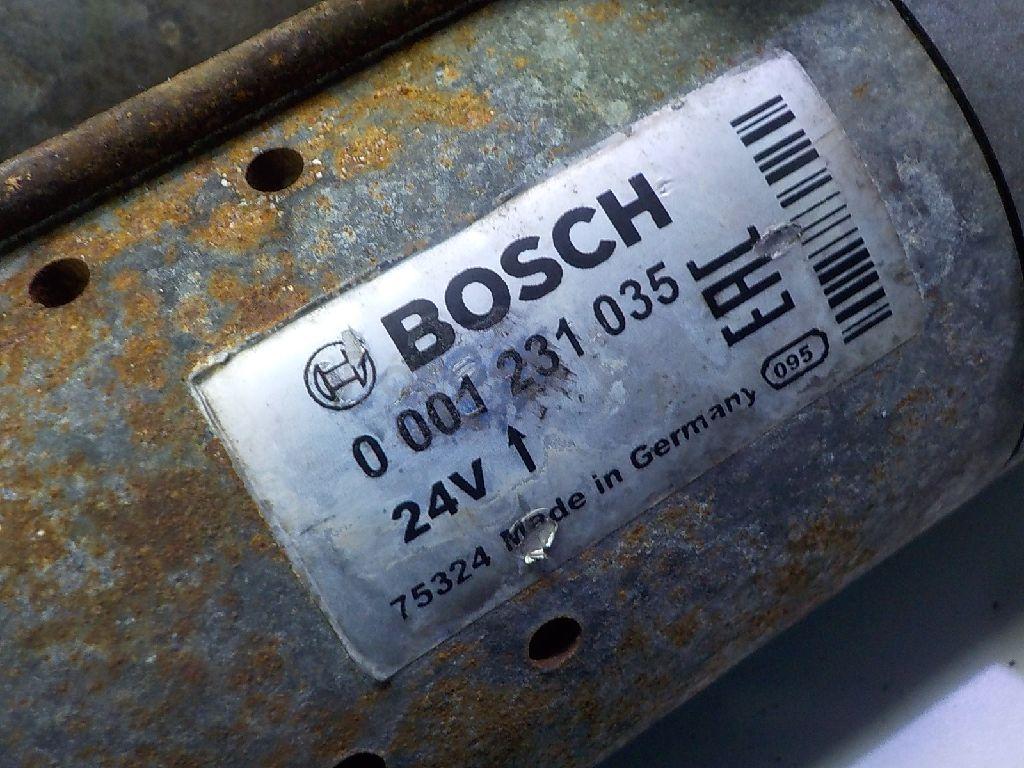 BOSCH
0 001 231 035
24V ↑
75324 Made in Germany 095
EAC